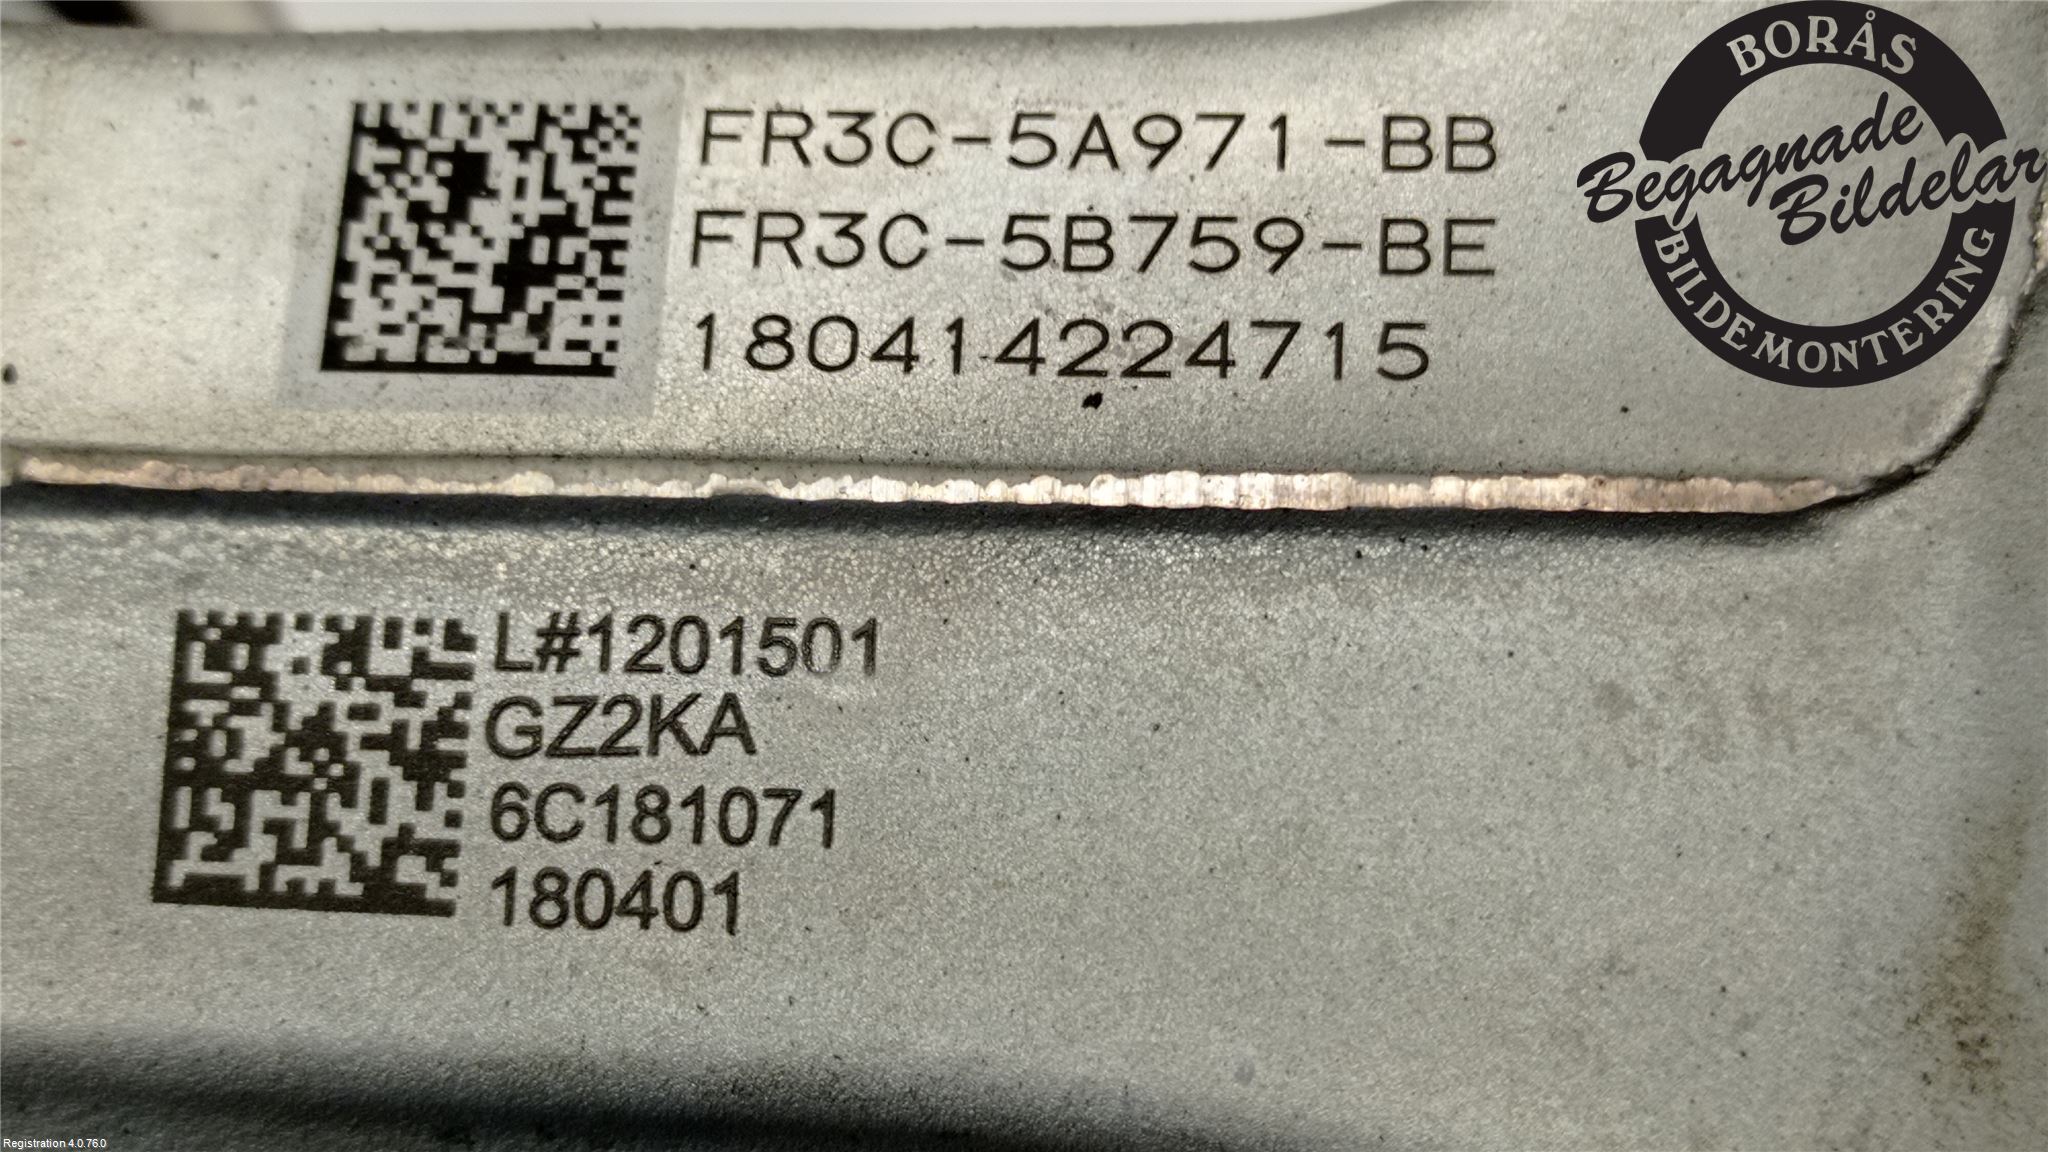 FR3C-5A971-BB
FR3C-5B759-BE
180414224715
BORÅS
Begagnade
Bildelar
BILDEMONTERING
L#1201501
GZ2KA
6C181071
180401
Registration 4.0.76.0